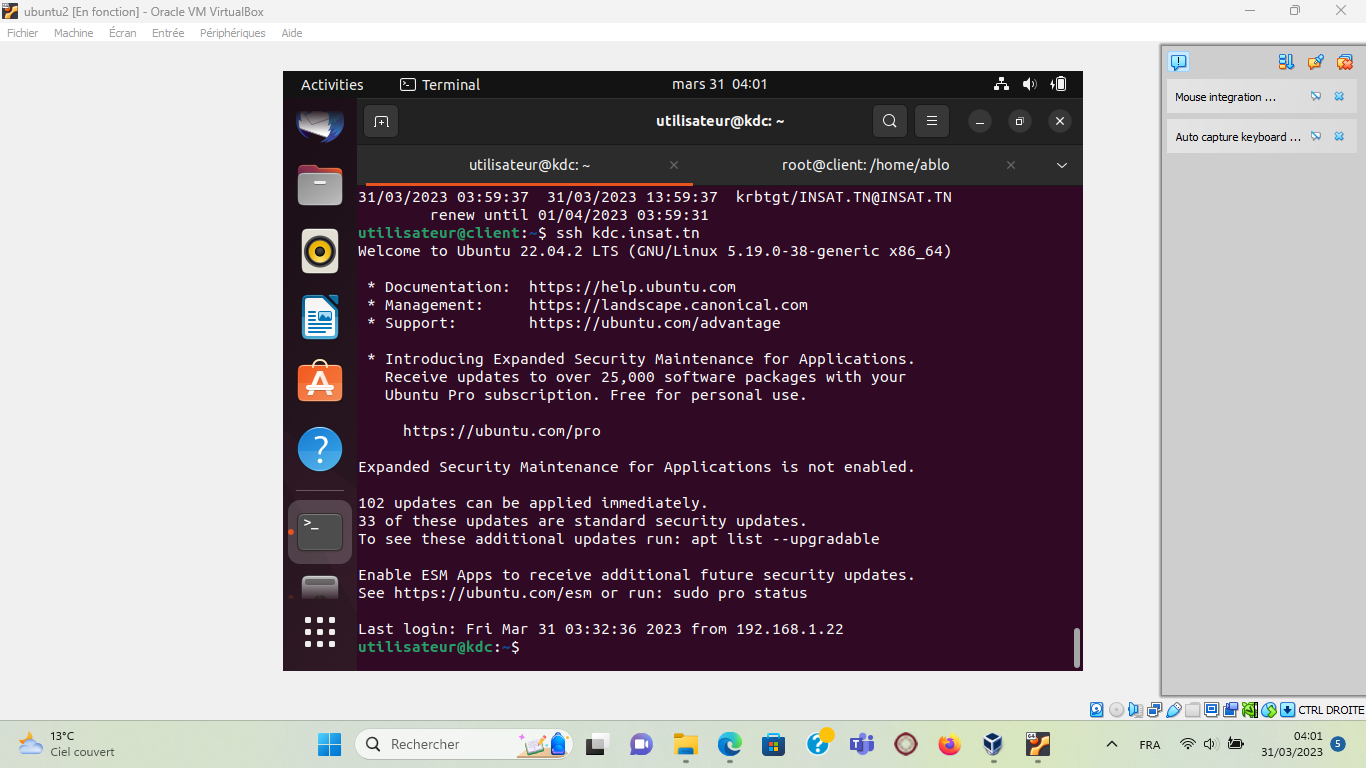 ubuntu2 [En fonction] - Oracle VM VirtualBox
Fichier Machine Écran Entrée Périphériques Aide
Activities Terminal mars 31 04:01
utilisateur@kdc: ~
utilisateur@kdc: ~ root@client: /home/ablo
31/03/2023 03:59:37 31/03/2023 13:59:37 krbtgt/INSAT.TN@INSAT.TN
renew until 01/04/2023 03:59:31
utilisateur@client:~$ ssh kdc.insat.tn
Welcome to Ubuntu 22.04.2 LTS (GNU/Linux 5.19.0-38-generic x86_64)
* Documentation: https://help.ubuntu.com
* Management: https://landscape.canonical.com
* Support: https://ubuntu.com/advantage
* Introducing Expanded Security Maintenance for Applications.
Receive updates to over 25,000 software packages with your
Ubuntu Pro subscription. Free for personal use.
https://ubuntu.com/pro
Expanded Security Maintenance for Applications is not enabled.
102 updates can be applied immediately.
33 of these updates are standard security updates.
To see these additional updates run: apt list --upgradable
Enable ESM Apps to receive additional future security updates.
See https://ubuntu.com/esm or run: sudo pro status
Last login: Fri Mar 31 03:32:36 2023 from 192.168.1.22
utilisateur@kdc:~$
Mouse integration ...
Auto capture keyboard ...
CTRL DROITE
13°C
Ciel couvert
Rechercher
FRA
04:01
31/03/2023
5